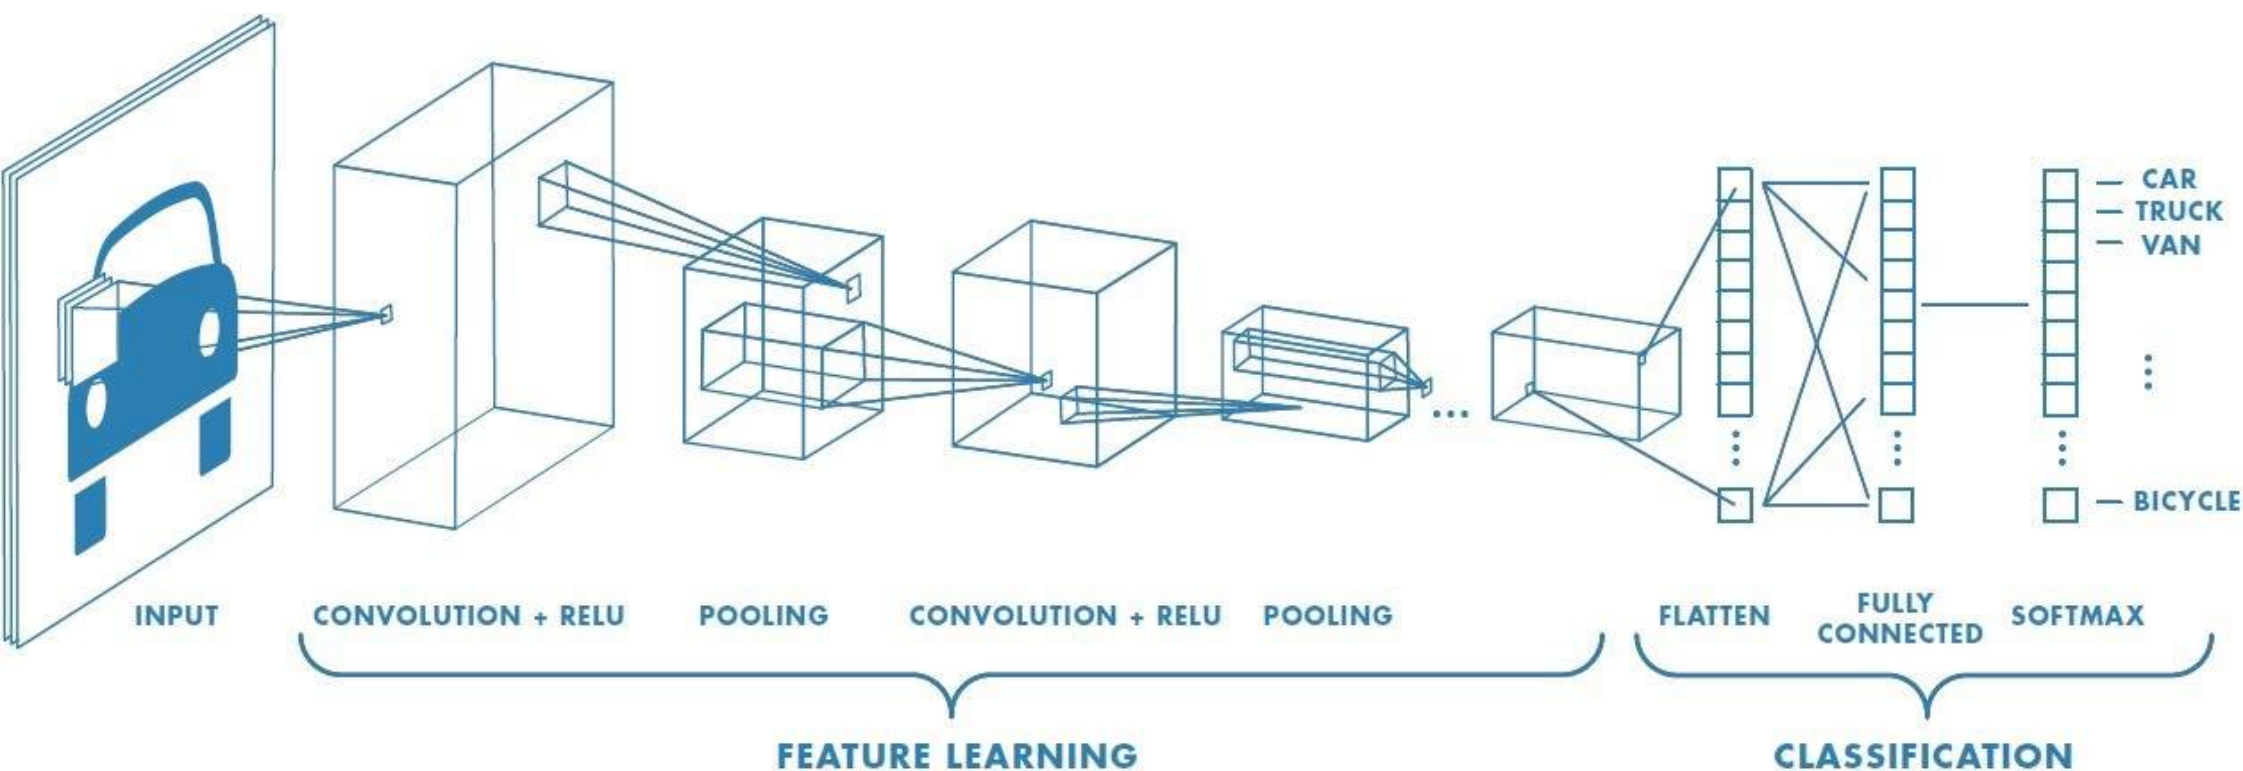 CAR
TRUCK
VAN
BICYCLE
INPUT
CONVOLUTION + RELU
POOLING
CONVOLUTION + RELU
POOLING
FLATTEN
FULLY
CONNECTED
SOFTMAX
FEATURE LEARNING
CLASSIFICATION